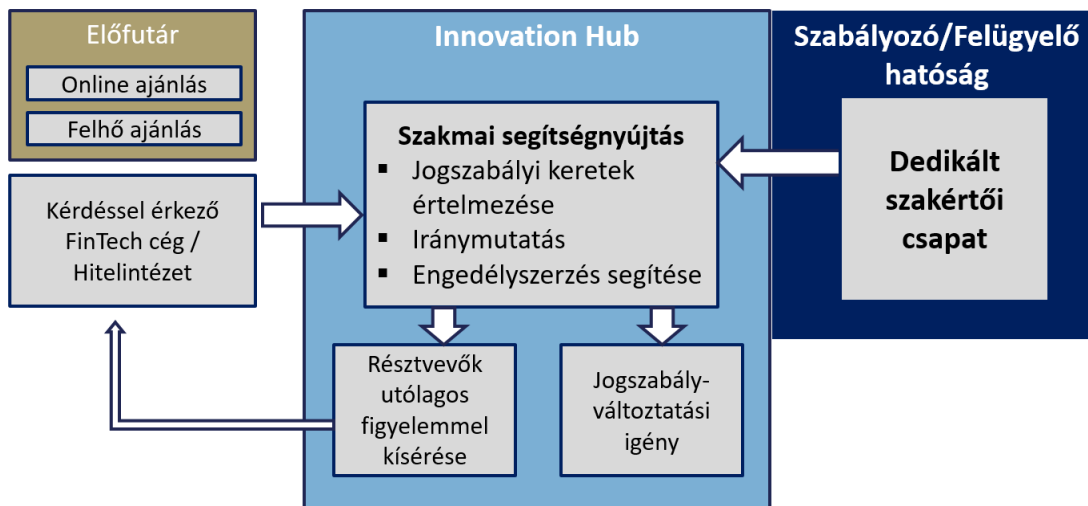 Előfutár
Online ajánlás
Felhő ajánlás
Kérdéssel érkező
FinTech cég /
Hitelintézet
Innovation Hub
Szakmai segítségnyújtás
▪ Jogszabályi keretek
értelmezése
▪ Iránymutatás
▪ Engedélyszerzés segítése
Résztvevők
utólagos
figyelemmel
kísérése
Jogszabály-
változtatási
igény
Szabályozó/Felügyelő
hatóság
Dedikált
szakértői
csapat